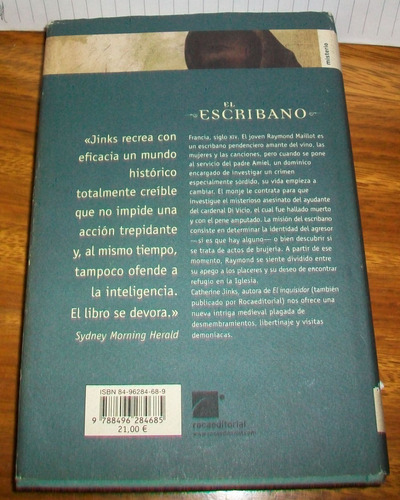 misterio
EL
ESCRIBANO
«Jinks recrea con
eficacia un mundo
histórico
totalmente creíble
que no impide una
acción trepidante
y, al mismo tiempo,
tampoco ofende a
la inteligencia.
El libro se devora.»
Sydney Morning Herald
Francia, siglo XIV. El joven Raymond Maillot es
un escribano pendenciero amante del vino, las
mujeres y las canciones, pero cuando se pone
al servicio del padre Amiel, un dominico
encargado de investigar un crimen
especialmente sórdido, su vida empieza a
cambiar. El monje le contrata para que
investigue el misterioso asesinato del ayudante
del cardenal Di Vicio, el cual fue hallado muerto
y con el pene amputado. La misión del escribano
consiste en determinar la identidad del agresor
—si es que hay alguno— o bien descubrir si
se trata de actos de brujería. A partir de ese
momento, Raymond se siente dividido entre
su apego a los placeres y su deseo de encontrar
refugio en la Iglesia.
Catherine Jinks, autora de El inquisidor (también
publicado por Rocaeditorial) nos ofrece una
nueva intriga medieval plagada de
desmembramientos, libertinaje y visitas
demoníacas.
ISBN 84-96284-68-9
9 788496 284685
21,00 €
rocaeditorial
www.rocaeditorial.com